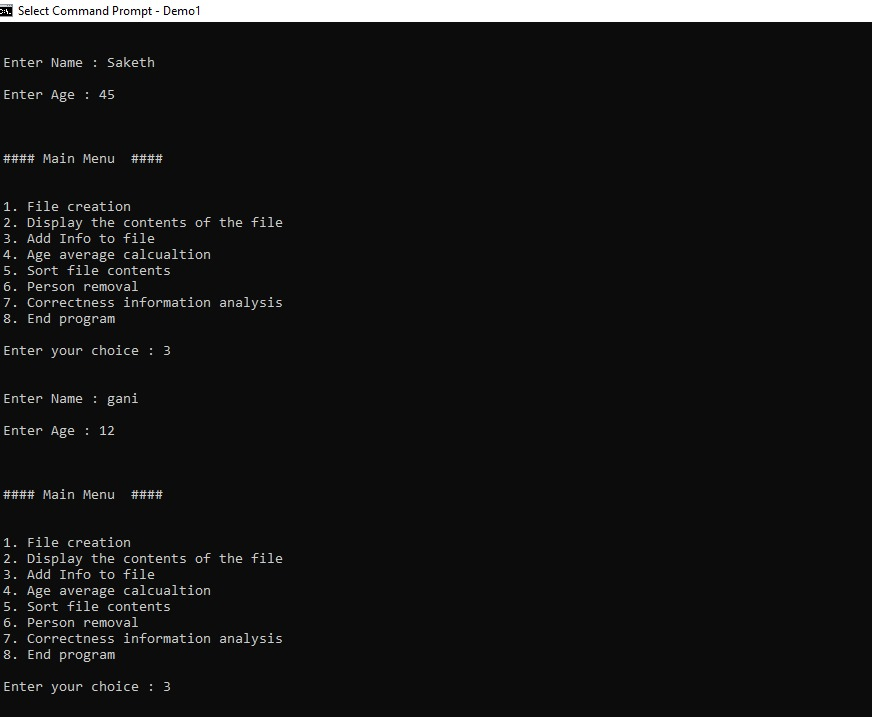 Select Command Prompt - Demo1
Enter Name : Saketh
Enter Age : 45
#### Main Menu  ####
1. File creation
2. Display the contents of the file
3. Add Info to file
4. Age average calcualtion
5. Sort file contents
6. Person removal
7. Correctness information analysis
8. End program
Enter your choice : 3
Enter Name : gani
Enter Age : 12
#### Main Menu  ####
1. File creation
2. Display the contents of the file
3. Add Info to file
4. Age average calcualtion
5. Sort file contents
6. Person removal
7. Correctness information analysis
8. End program
Enter your choice : 3